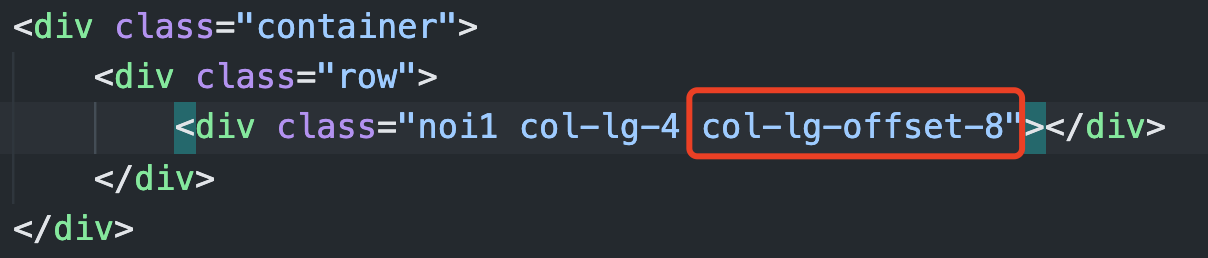 <div class="container">
<div class="row">
<div class="noi1 col-lg-4 col-lg-offset-8"></div>
</div>
</div>